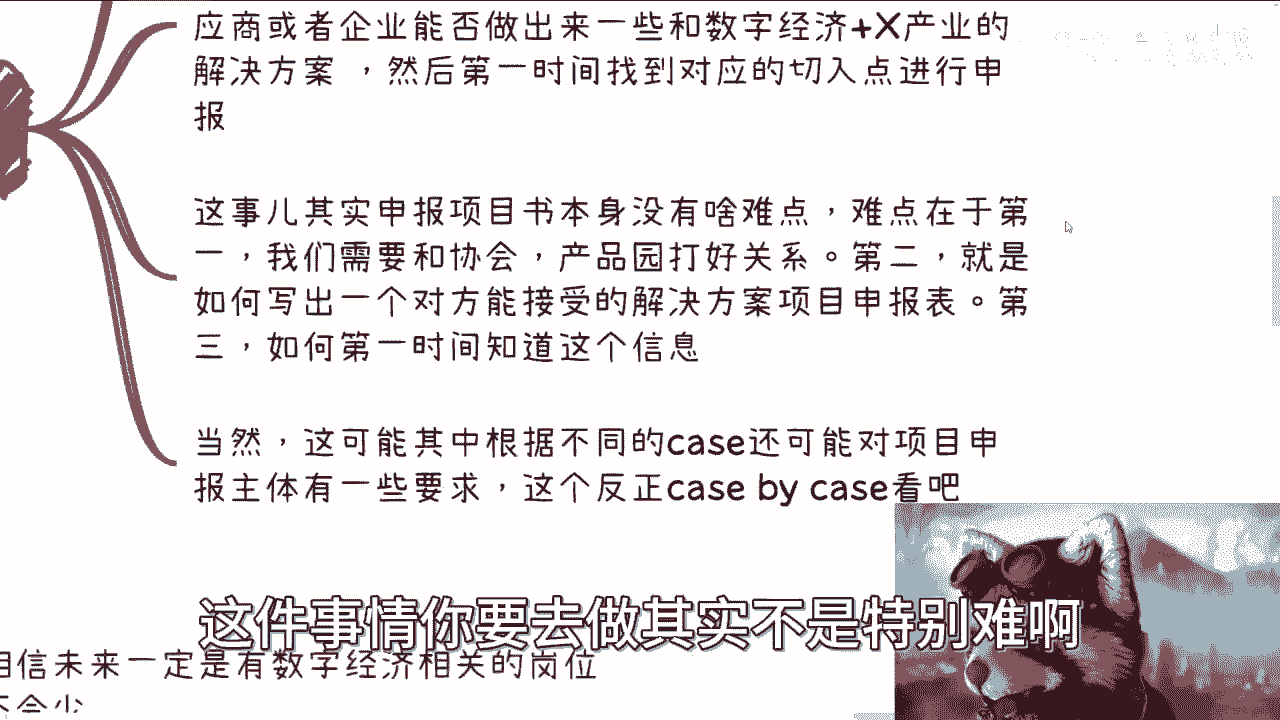 应商或者企业能否做出来一些和数字经济+X产业的
解决方案 ，然后第一时间找到对应的切入点进行申
报
这事儿其实申报项目书本身没有啥难点，难点在于第
一，我们需要和协会，产品园打好关系。第二，就是
如何写出一个对方能接受的解决方案项目申报表。第
三，如何第一时间知道这个信息
当然，这可能其中根据不同的case还可能对项目申
报主体有一些要求，这个反正case by case看吧
这件事情你要去做其实不是特别难啊
相信未来一定是有数字经济相关的岗位